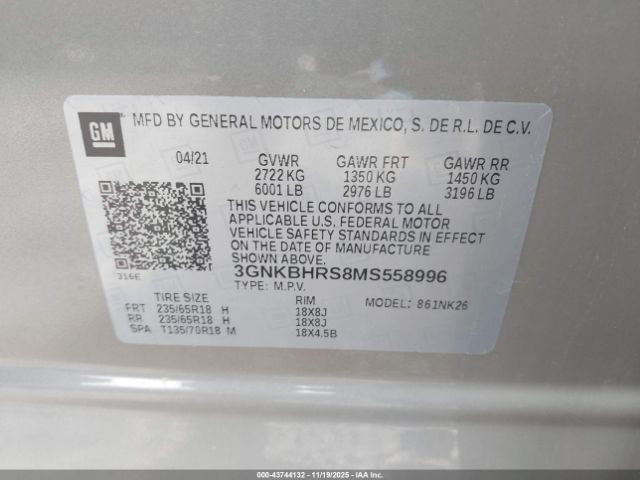 GM
MFD BY GENERAL MOTORS DE MEXICO, S. DE R.L. DE C.V.
04/21 GVWR GAWR FRT GAWR RR
2722 KG 1350 KG 1450 KG
6001 LB 2976 LB 3196 LB
THIS VEHICLE CONFORMS TO ALL
APPLICABLE U.S. FEDERAL MOTOR
VEHICLE SAFETY STANDARDS IN EFFECT
ON THE DATE OF MANUFACTURE
SHOWN ABOVE.
316E 3GNKBHRS8MS558996
TYPE: M.P.V.
TIRE SIZE RIM MODEL: 861NK26
FRT 235/65R18 H 18X8J
RR 235/65R18 H 18X8J
SPA T135/70R18 M 18X4.5B
000-43744132 - 11/19/2025 - IAAI.COM